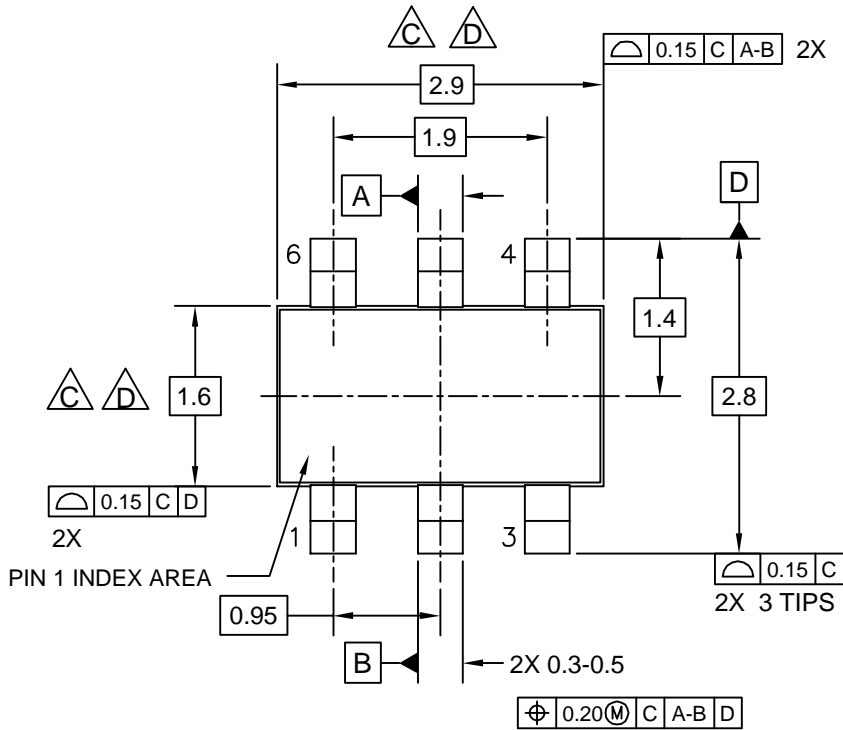 C D
⌓ 0.15 C A-B 2X
2.9
1.9
A
D
6
4
1.4
C D
1.6
2.8
⌓ 0.15 C D
2X
1
3
PIN 1 INDEX AREA
⌓ 0.15 C
2X 3 TIPS
0.95
B
2X 0.3-0.5
⌖ 0.20Ⓜ C A-B D